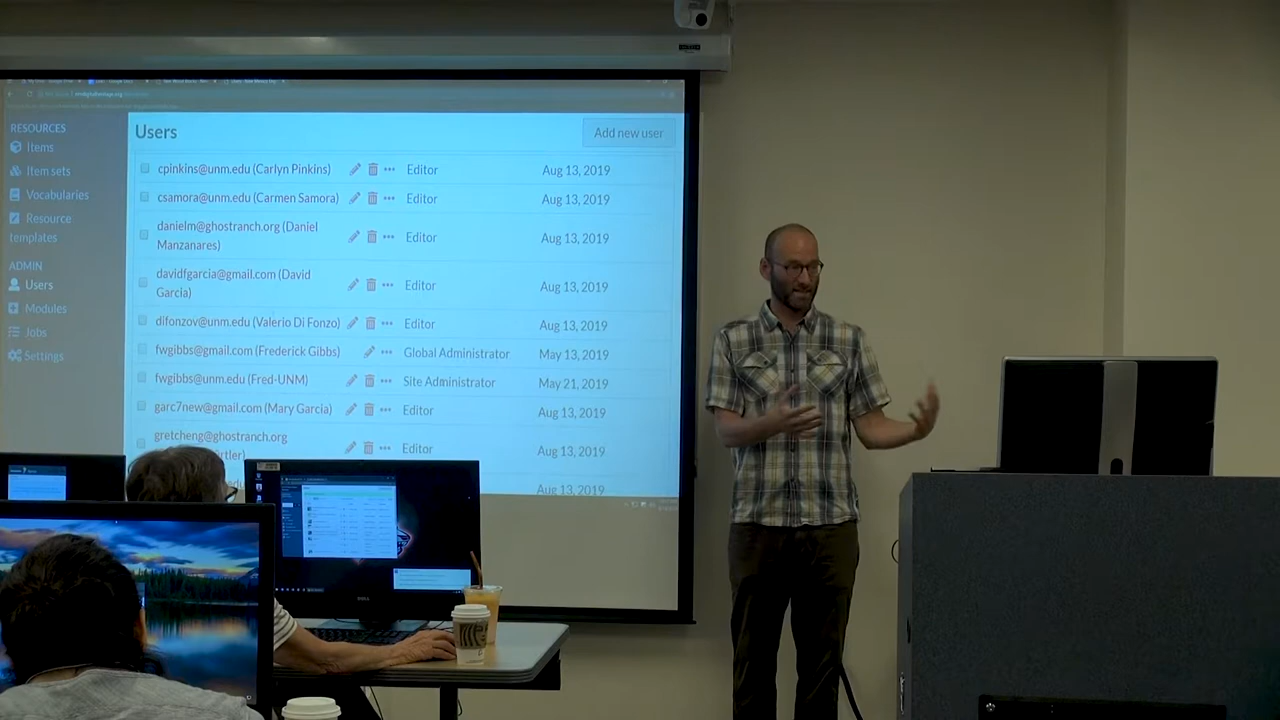 RESOURCES
Items
Item sets
Vocabularies
Resource
templates
ADMIN
Users
Modules
Jobs
Settings
Users
Add new user
cpinkins@unm.edu (Carlyn Pinkins) Editor Aug 13, 2019
csamora@unm.edu (Carmen Samora) Editor Aug 13, 2019
danielm@ghostranch.org (Daniel
Manzanares) Editor Aug 13, 2019
davidfgarcia@gmail.com (David
Garcia) Editor Aug 13, 2019
difonzov@unm.edu (Valerio Di Fonzo) Editor Aug 13, 2019
fwgibbs@gmail.com (Frederick Gibbs) Global Administrator May 13, 2019
fwgibbs@unm.edu (Fred-UNM) Site Administrator May 21, 2019
garc7new@gmail.com (Mary Garcia) Editor Aug 13, 2019
gretcheng@ghostranch.org
Editor Aug 13, 2019
Aug 13, 2019